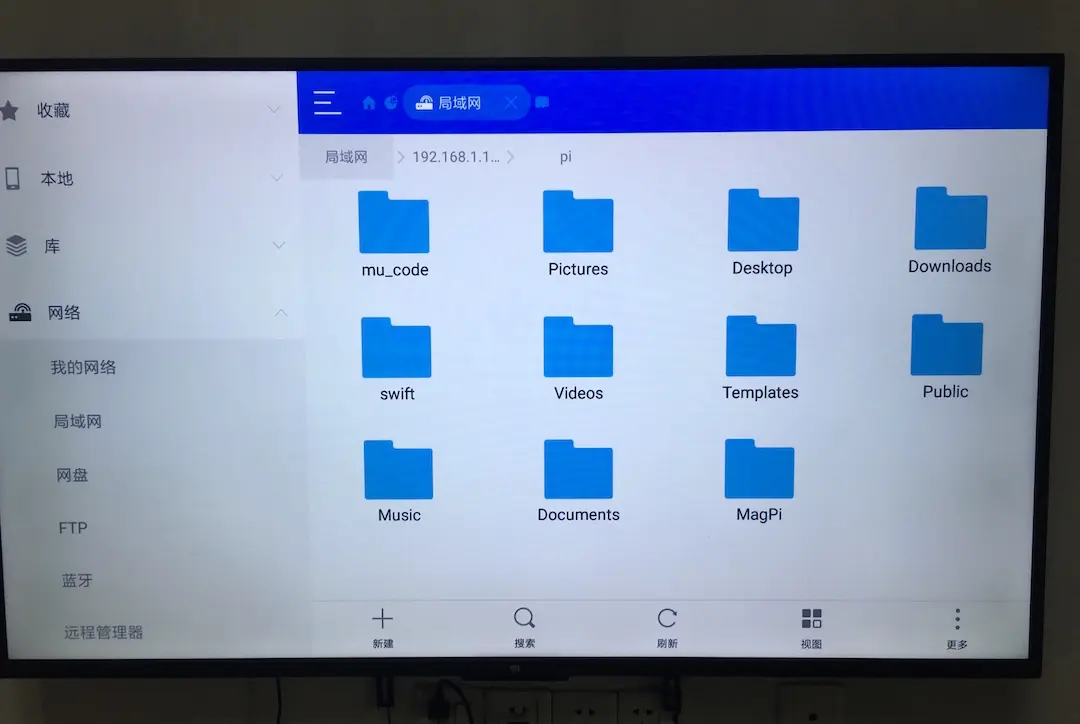 收藏
本地
库
网络
我的网络
局域网
网盘
FTP
蓝牙
远程管理器
局域网
局域网 192.168.1.1... pi
mu_code Pictures Desktop Downloads
swift Videos Templates Public
Music Documents MagPi
新建 搜索 刷新 视图 更多